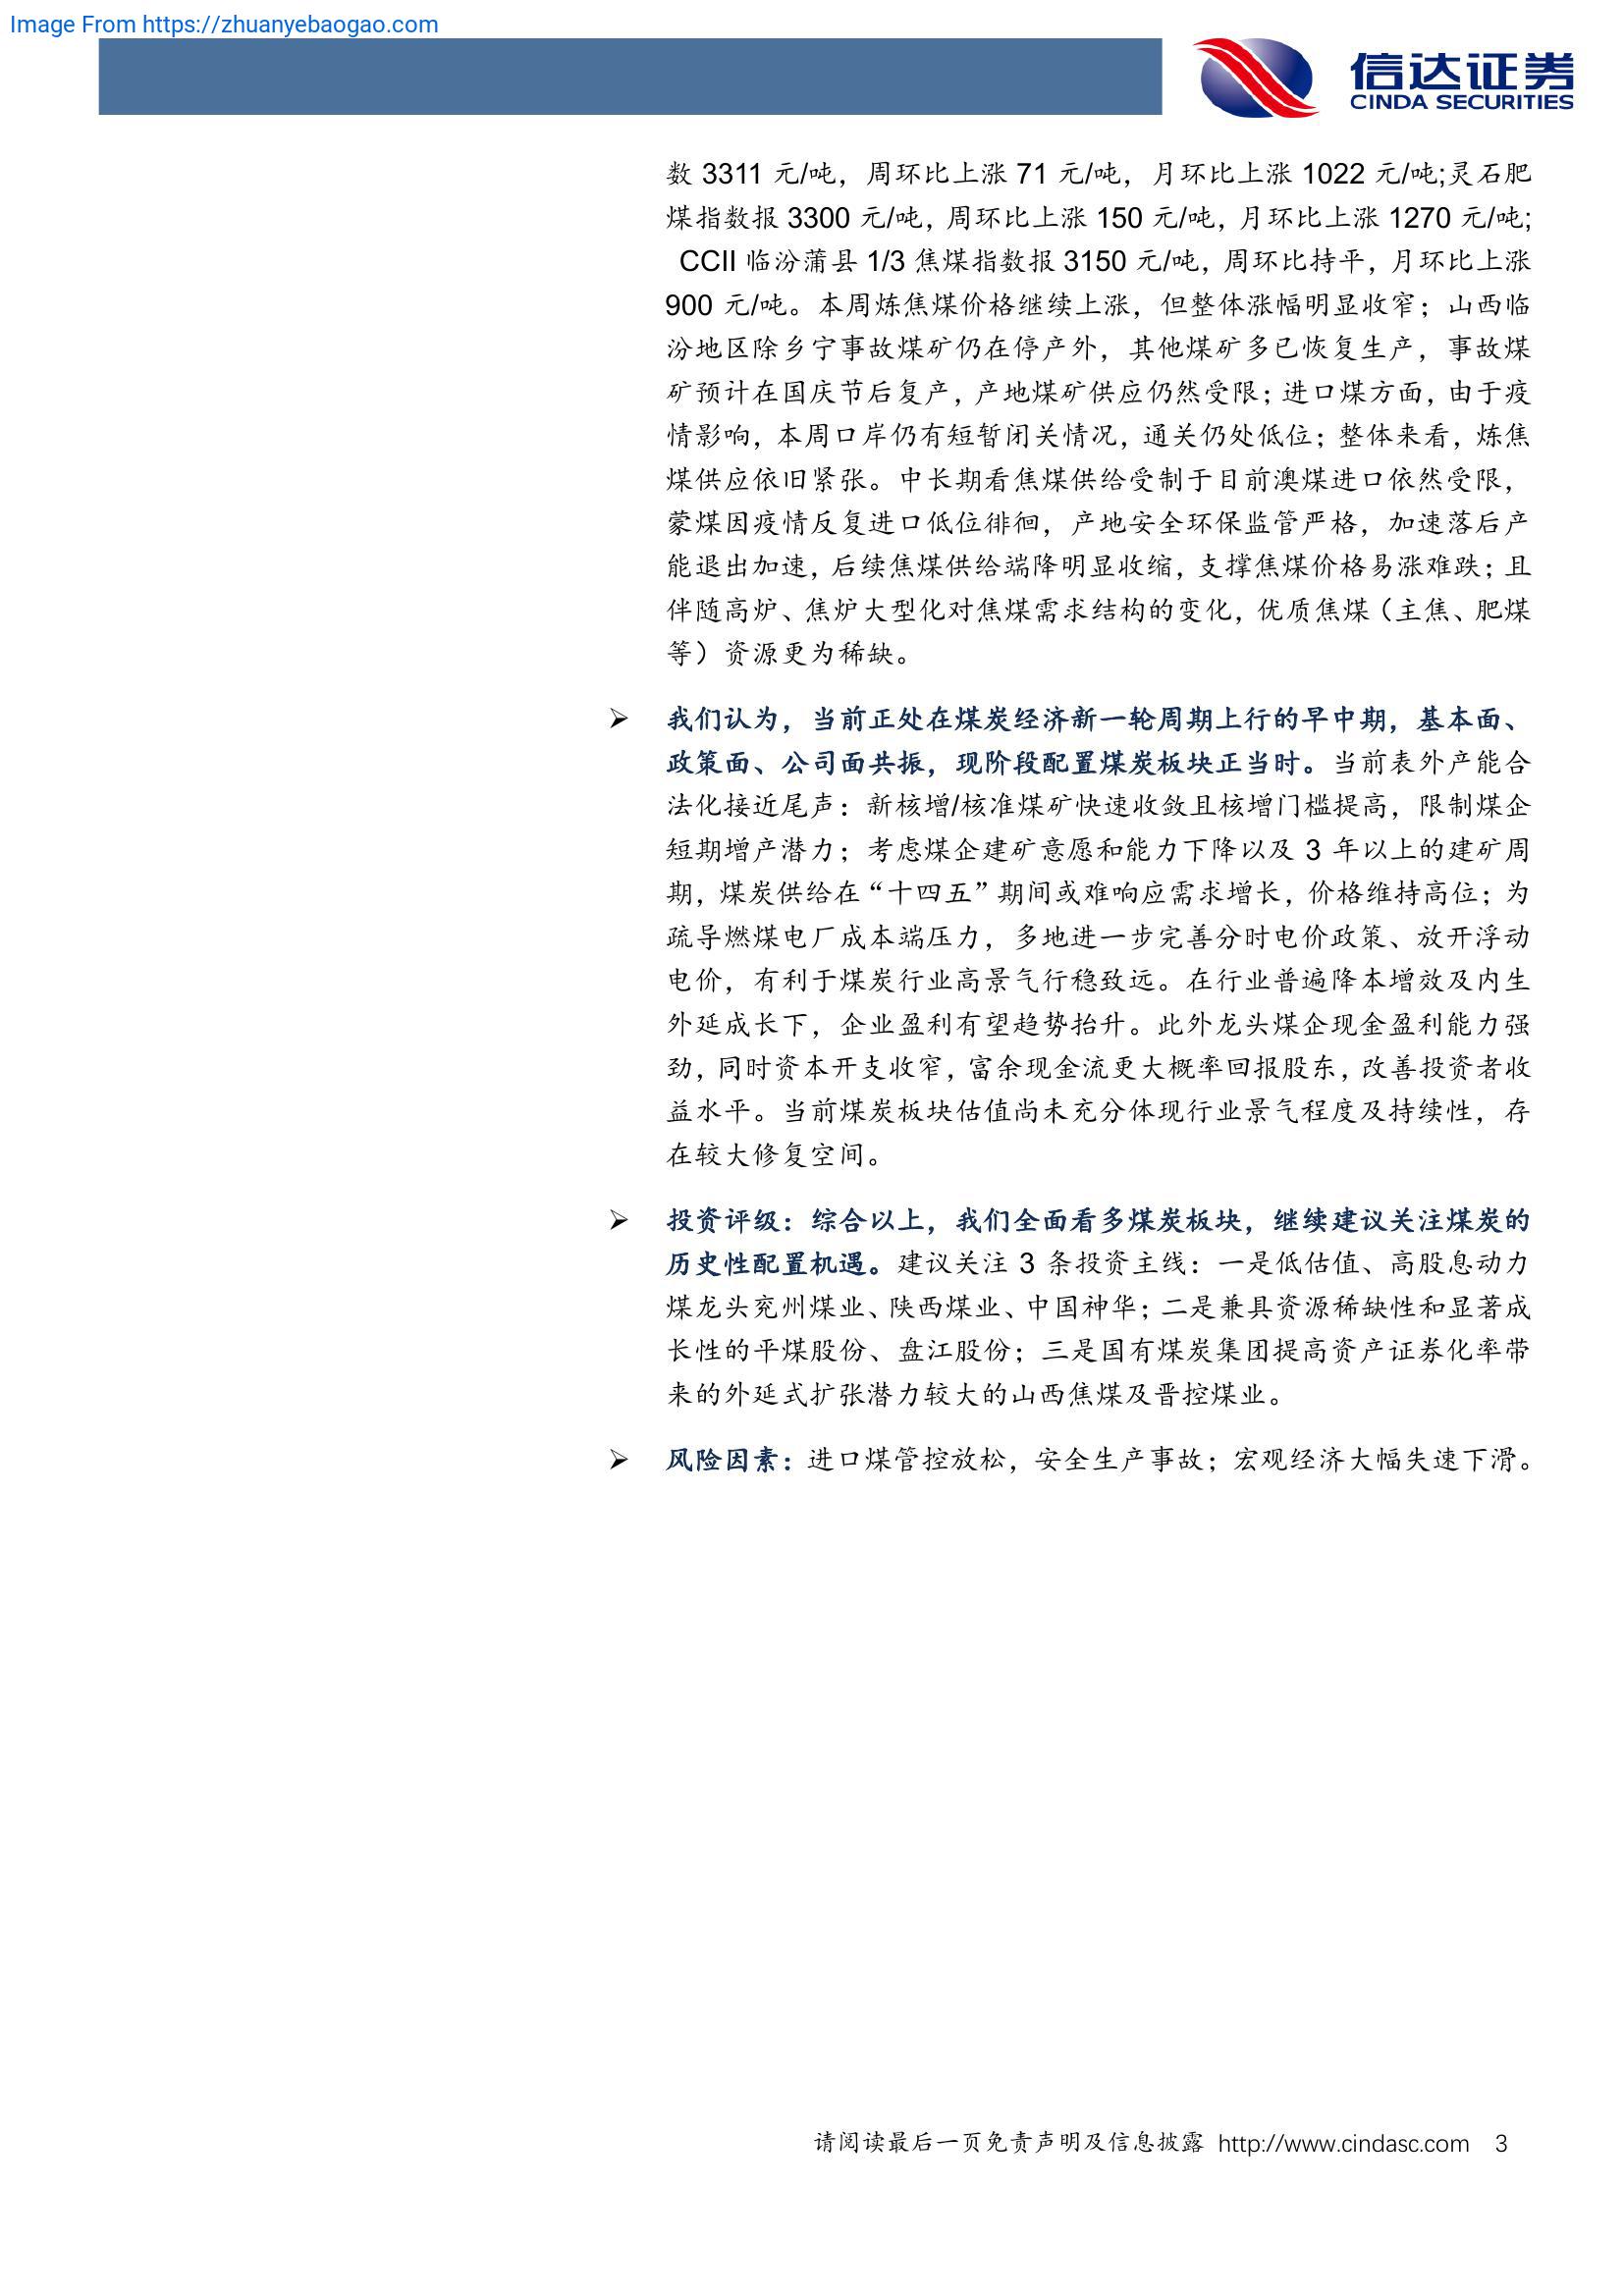 Image From https://zhuanyebaogao.com
信达证券
CINDA SECURITIES
数 3311 元/吨，周环比上涨 71 元/吨，月环比上涨 1022 元/吨;灵石肥
煤指数报 3300 元/吨，周环比上涨 150 元/吨，月环比上涨 1270 元/吨;
CCII 临汾蒲县 1/3 焦煤指数报 3150 元/吨，周环比持平，月环比上涨
900 元/吨。本周炼焦煤价格继续上涨，但整体涨幅明显收窄；山西临
汾地区除乡宁事故煤矿仍在停产外，其他煤矿多已恢复生产，事故煤
矿预计在国庆节后复产，产地煤矿供应仍然受限；进口煤方面，由于疫
情影响，本周口岸仍有短暂闭关情况，通关仍处低位；整体来看，炼焦
煤供应依旧紧张。中长期看焦煤供给受制于目前澳煤进口依然受限，
蒙煤因疫情反复进口低位徘徊，产地安全环保监管严格，加速落后产
能退出加速，后续焦煤供给端降明显收缩，支撑焦煤价格易涨难跌；且
伴随高炉、焦炉大型化对焦煤需求结构的变化，优质焦煤（主焦、肥煤
等）资源更为稀缺。
➢ 我们认为，当前正处在煤炭经济新一轮周期上行的早中期，基本面、
政策面、公司面共振，现阶段配置煤炭板块正当时。当前表外产能合
法化接近尾声：新核增/核准煤矿快速收敛且核增门槛提高，限制煤企
短期增产潜力；考虑煤企建矿意愿和能力下降以及 3 年以上的建矿周
期，煤炭供给在“十四五”期间或难响应需求增长，价格维持高位；为
疏导燃煤电厂成本端压力，多地进一步完善分时电价政策、放开浮动
电价，有利于煤炭行业高景气行稳致远。在行业普遍降本增效及内生
外延成长下，企业盈利有望趋势抬升。此外龙头煤企现金盈利能力强
劲，同时资本开支收窄，富余现金流更大概率回报股东，改善投资者收
益水平。当前煤炭板块估值尚未充分体现行业景气程度及持续性，存
在较大修复空间。
➢ 投资评级：综合以上，我们全面看多煤炭板块，继续建议关注煤炭的
历史性配置机遇。建议关注 3 条投资主线：一是低估值、高股息动力
煤龙头兖州煤业、陕西煤业、中国神华；二是兼具资源稀缺性和显著成
长性的平煤股份、盘江股份；三是国有煤炭集团提高资产证券化率带
来的外延式扩张潜力较大的山西焦煤及晋控煤业。
➢ 风险因素：进口煤管控放松，安全生产事故；宏观经济大幅失速下滑。
请阅读最后一页免责声明及信息披露 http://www.cindasc.com 3